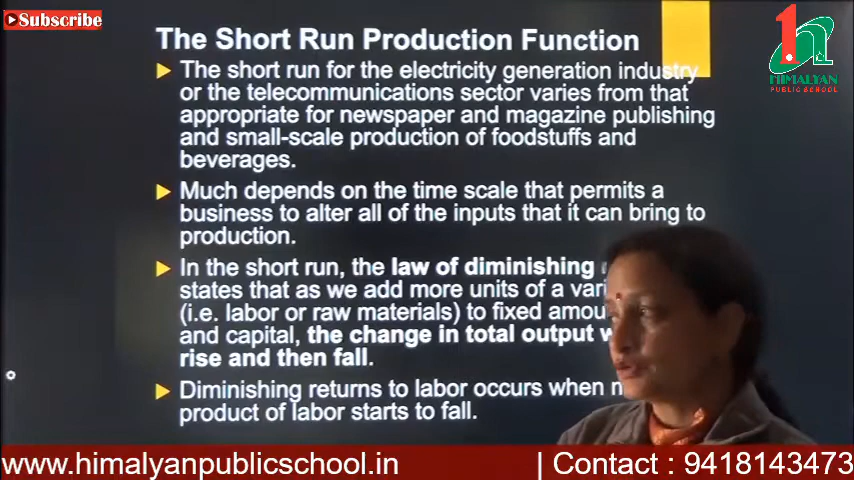 Subscribe
The Short Run Production Function
The short run for the electricity generation industry
or the telecommunications sector varies from that
appropriate for newspaper and magazine publishing
and small-scale production of foodstuffs and
beverages.
Much depends on the time scale that permits a
business to alter all of the inputs that it can bring to
production.
In the short run, the law of diminishing
states that as we add more units of a
(i.e. labor or raw materials) to fixed
and capital, the change in total output
rise and then fall.
Diminishing returns to labor occurs when
product of labor starts to fall.
HIMALYAN
PUBLIC SCHOOL
www.himalyanpublicschool.in | Contact : 9418143473